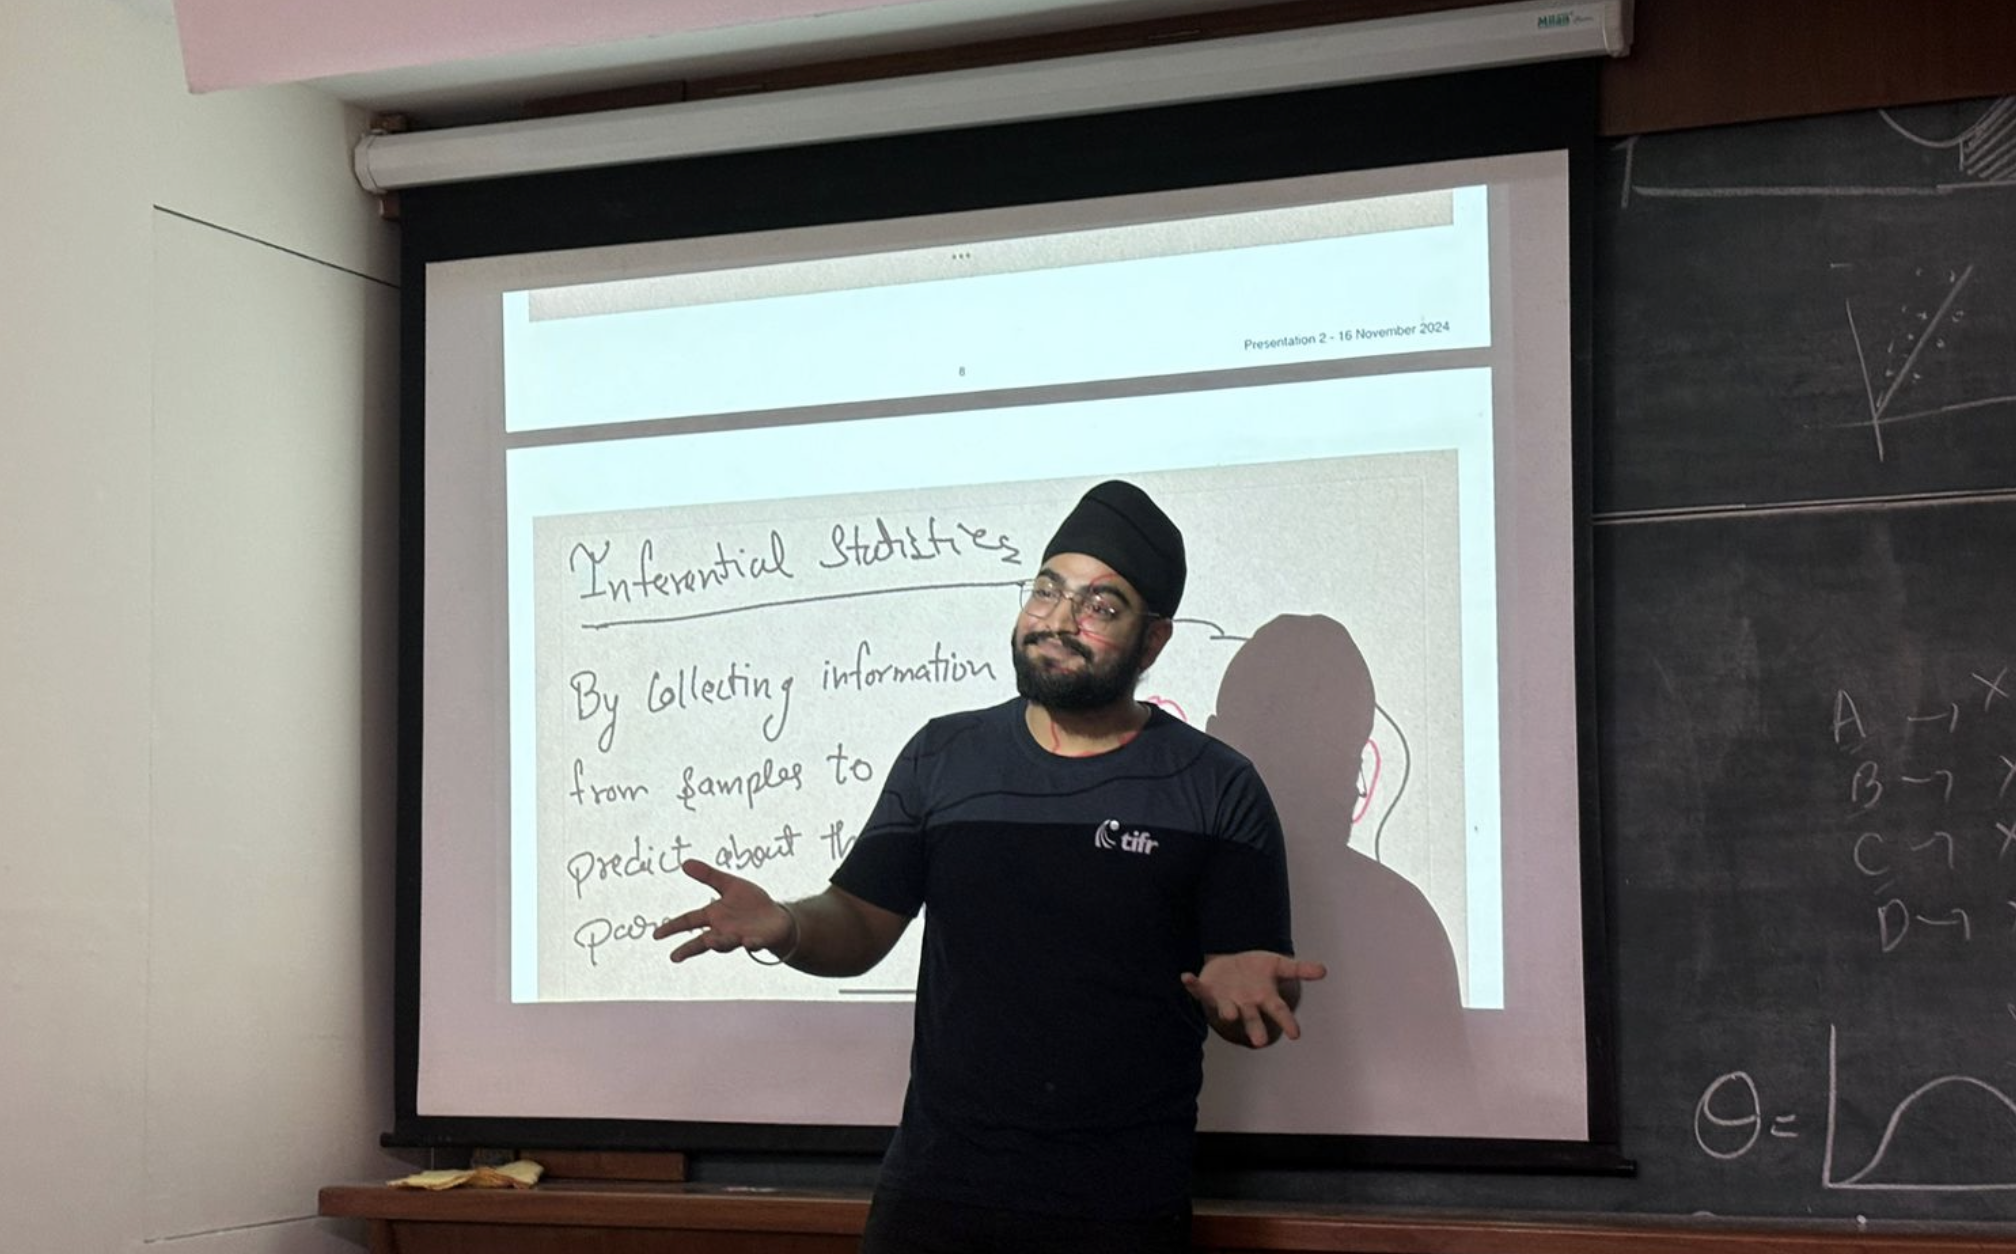 Milan
Presentation 2 - 16 November 2024
8
Inferential Statistics
By Collecting information
from Samples to
predict about th
par
tifr
A → X
B → X
C → X
D →
θ =